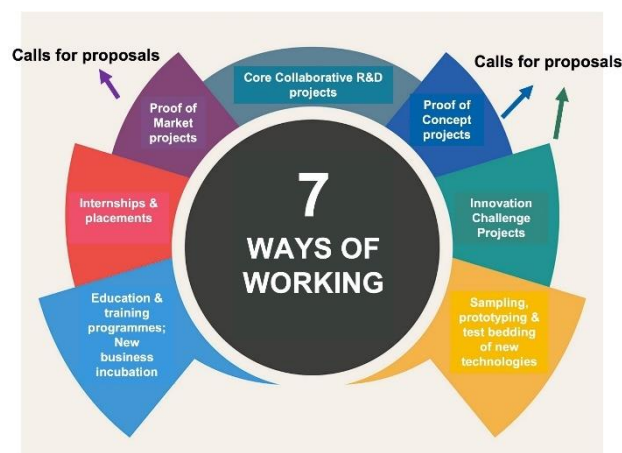 Calls for proposals
Calls for proposals
Core Collaborative R&D
projects
Proof of
Market
projects
Proof of
Concept
projects
Internships &
placements
Innovation
Challenge
Projects
7
WAYS OF
WORKING
Education &
training
programmes;
New
business
incubation
Sampling,
prototyping &
test bedding
of new
technologies